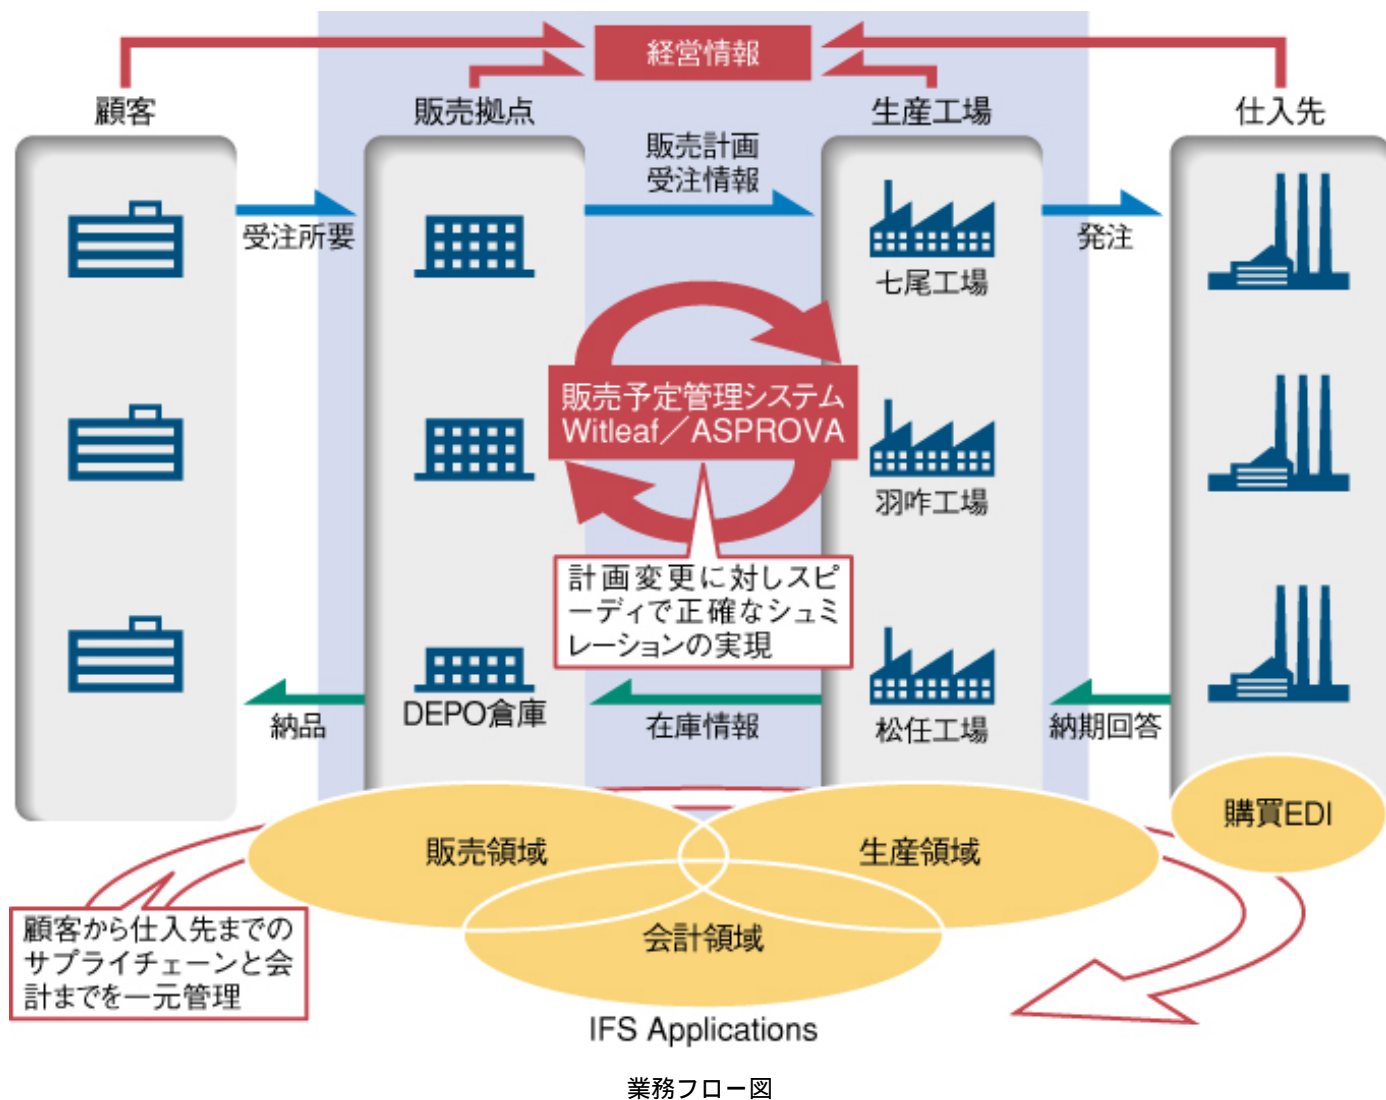 経営情報
顧客
販売拠点
生産工場
仕入先
販売計画
受注情報
受注所要
発注
七尾工場
販売予定管理システム
Witleaf／ASPROVA
羽咋工場
計画変更に対しスピ
ーディで正確なシュミ
レーションの実現
DEPO倉庫
松任工場
納品
在庫情報
納期回答
購買EDI
販売領域
生産領域
会計領域
顧客から仕入先までの
サプライチェーンと会
計までを一元管理
IFS Applications
業務フロー図